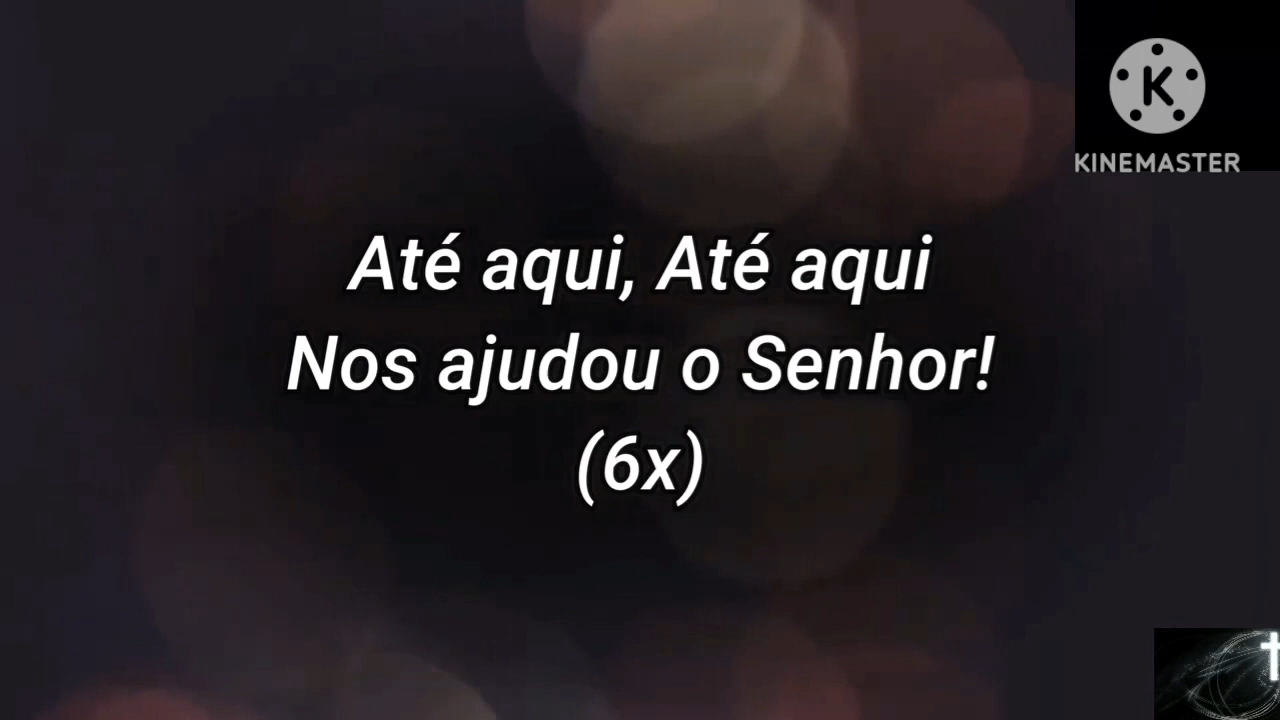 K
KINEMASTER
Até aqui, Até aqui
Nos ajudou o Senhor!
(6x)